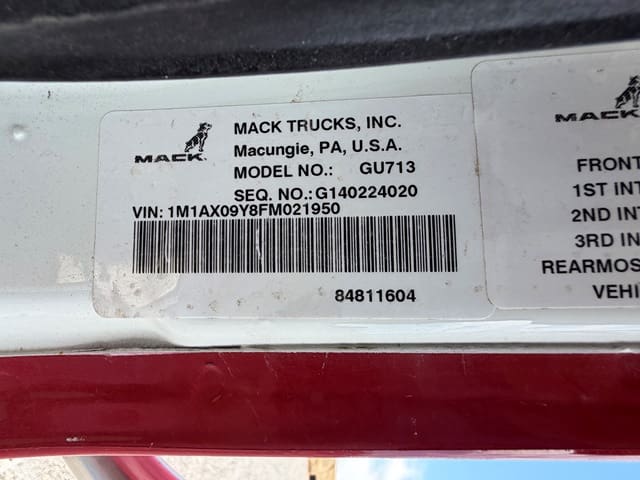 MACK
MACK TRUCKS, INC.
Macungie, PA, U.S.A.
MODEL NO.: GU713
SEQ. NO.:G140224020
VIN: 1M1AX09Y8FM021950
84811604
MACK
FRONT
1ST INT
2ND INT
3RD IN
REARMOS
VEHI